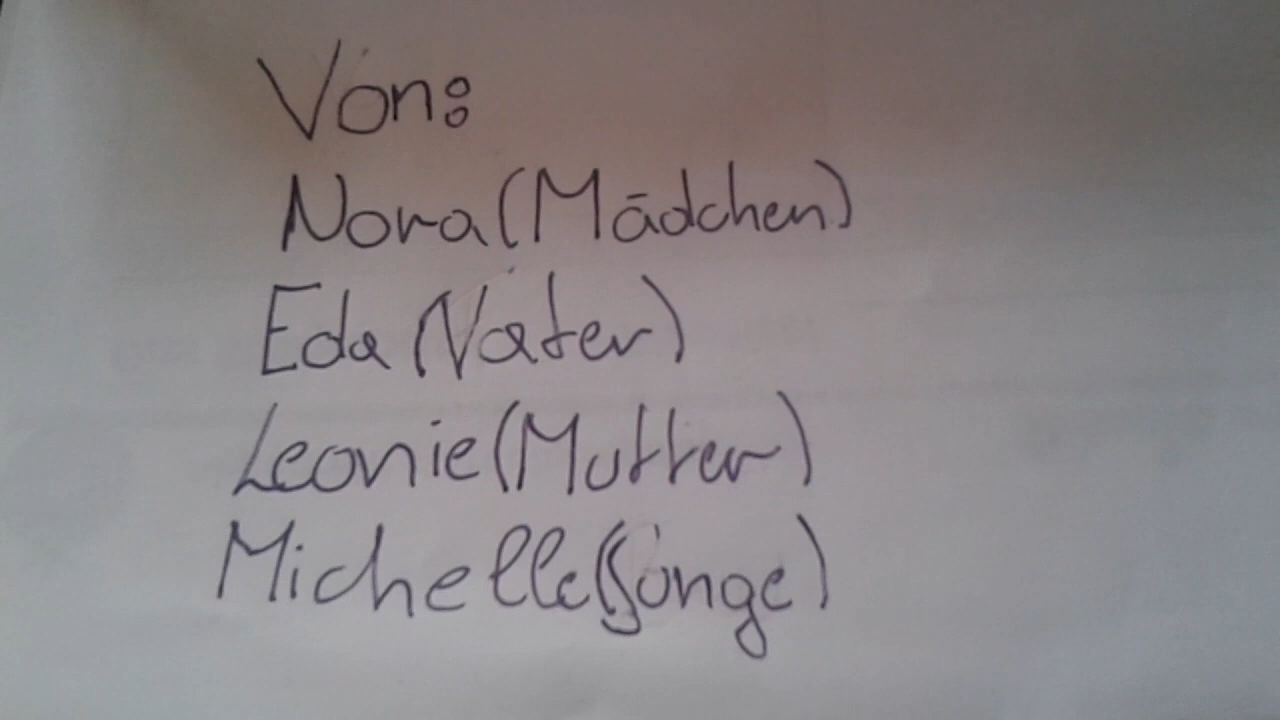 Von:
Nora (Mädchen)
Eda (Vater)
Leonie (Mutter)
Michelle (Junge)